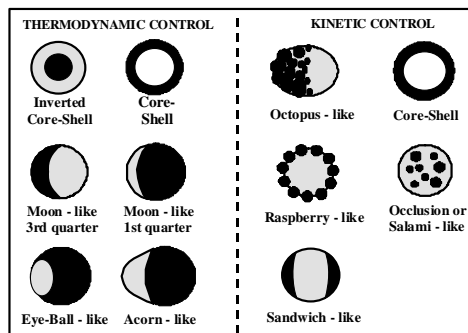 THERMODYNAMIC CONTROL
Inverted
Core-Shell
Core-
Shell
Moon - like
3rd quarter
Moon - like
1st quarter
Eye-Ball - like
Acorn - like
KINETIC CONTROL
Octopus - like
Core-Shell
Raspberry - like
Occlusion or
Salami - like
Sandwich - like